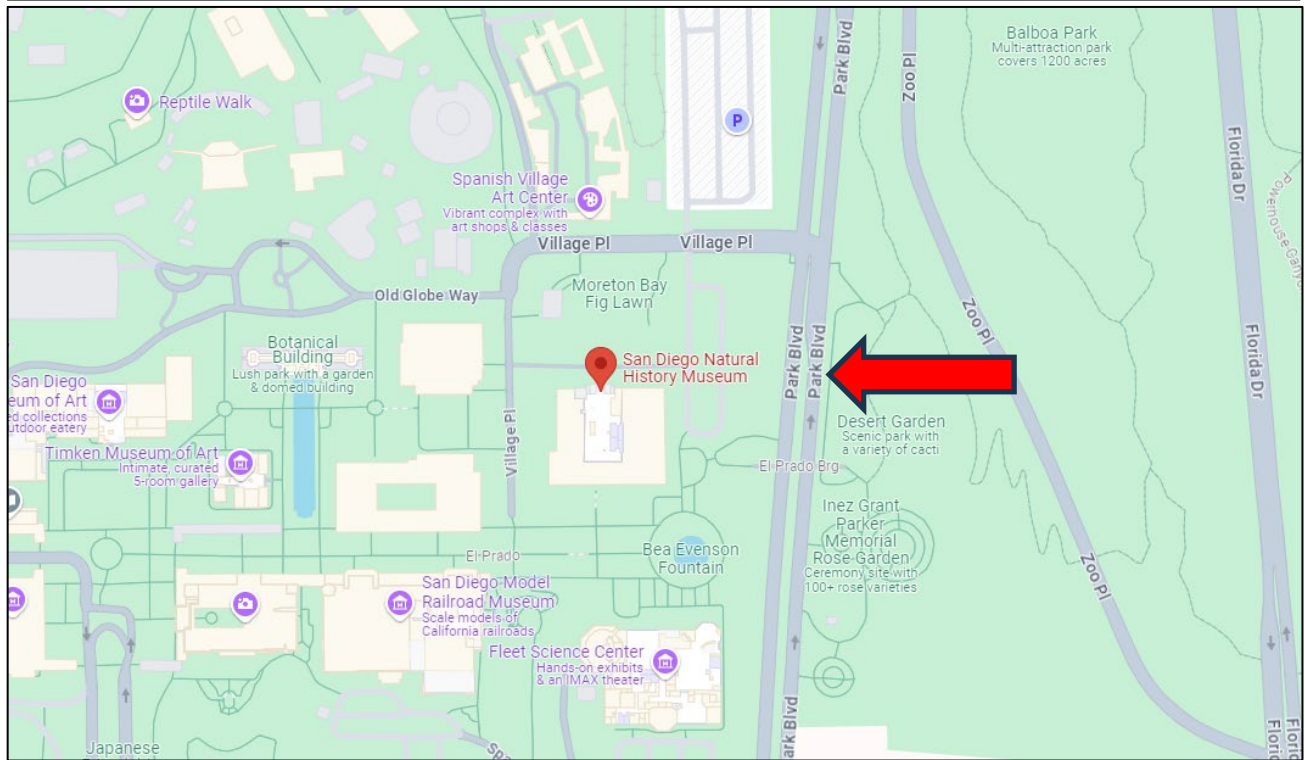 Balboa Park
Multi-attraction park
covers 1200 acres
Park Blvd
Zoo Pl
Reptile Walk
P
Florida Dr
Spanish Village
Art Center
Vibrant complex with
art shops & classes
Village Pl
Village Pl
Old Globe Way
Moreton Bay
Fig Lawn
Zoo Pl
Botanical
Building
Lush park with a garden
& domed building
San Diego Natural
History Museum
Park Blvd
Park Blvd
Florida Dr
San Diego
eum of Art
ed collections
utdoor eatery
Timken Museum of Art
Intimate, curated
5-room gallery
Village Pl
Desert Garden
Scenic park with
a variety of cacti
El Prado Brg
Inez Grant
Parker
Memorial
Rose Garden
Ceremony site with
100+ rose varieties
El Prado
Bea Evenson
Fountain
Zoo Pl
San Diego Model
Railroad Museum
Scale models of
California railroads
Fleet Science Center
Hands-on exhibits
& an IMAX theater
ark Blvd
ark Blvd
Florid
Florid
Japanese
Spa